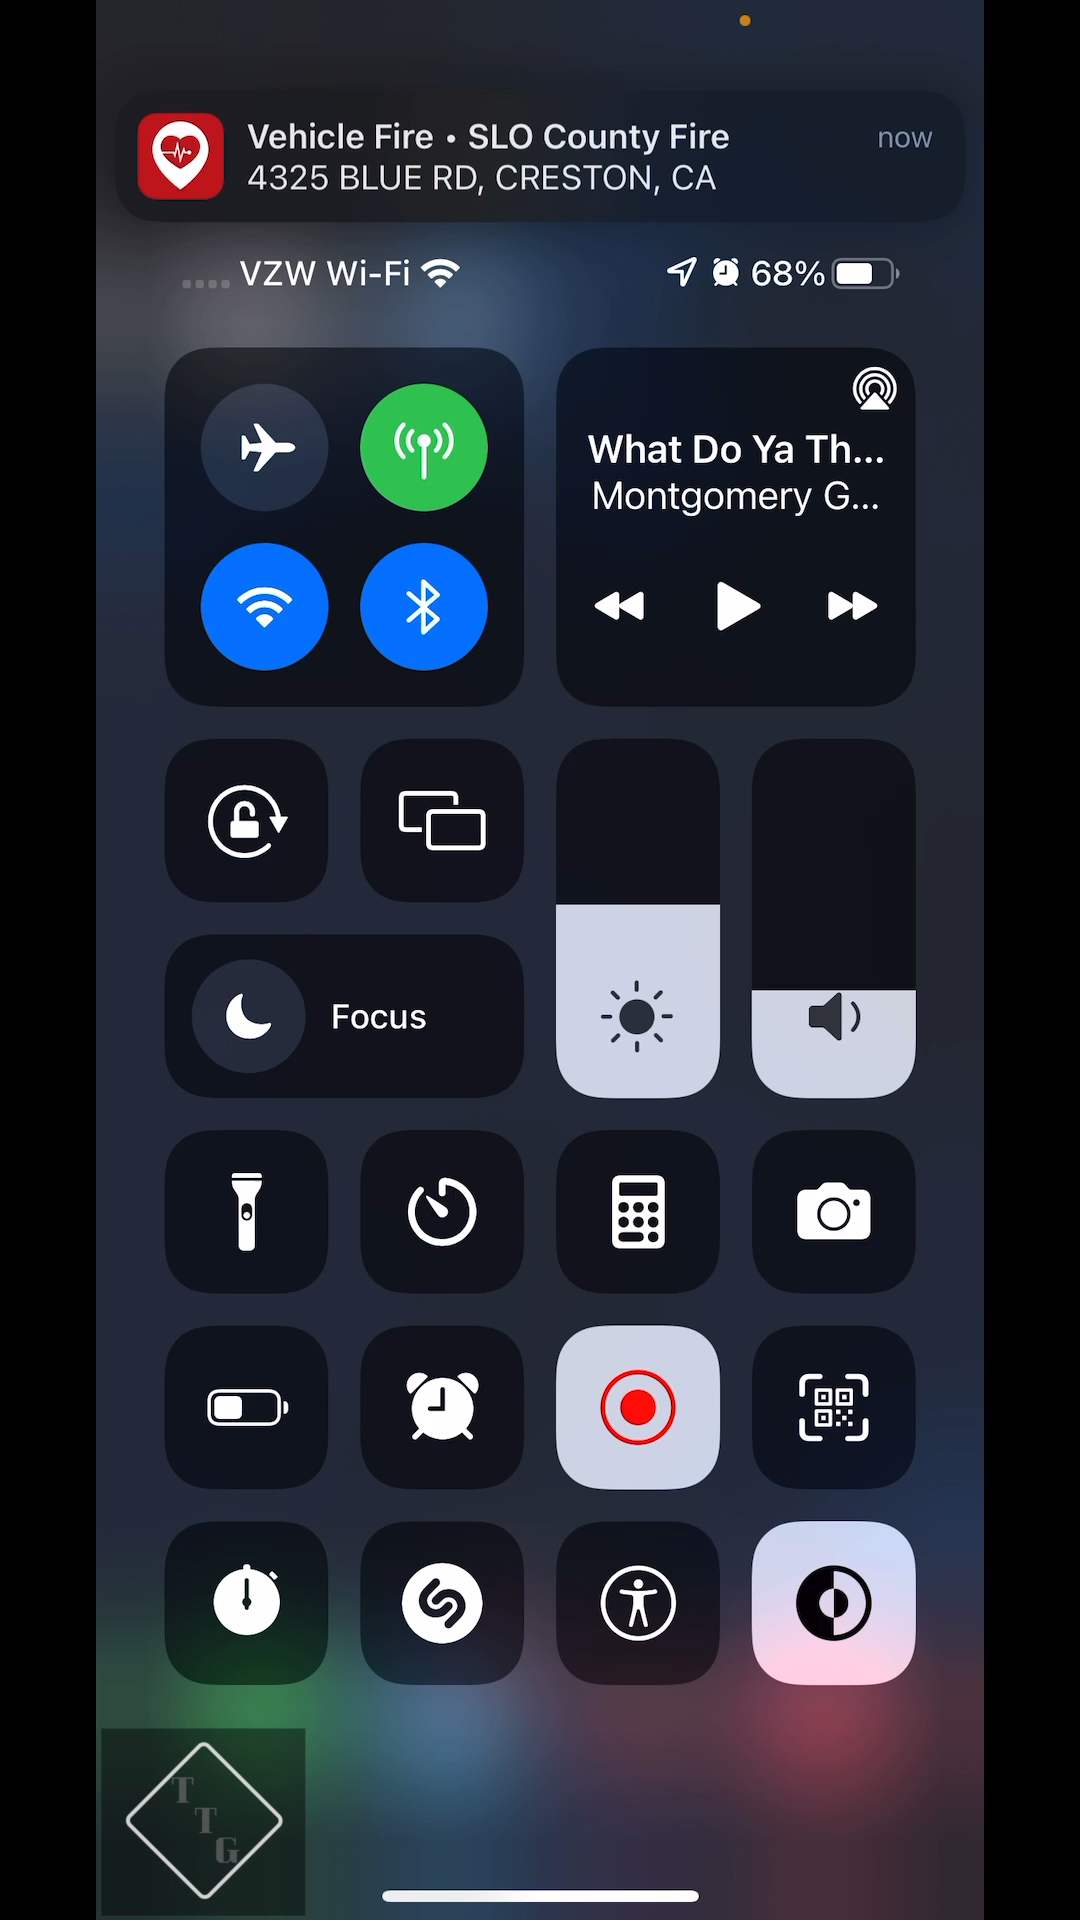 Vehicle Fire • SLO County Fire
now
4325 BLUE RD, CRESTON, CA
VZW Wi-Fi
68%
What Do Ya Th...
Montgomery G...
Focus
T
T
G